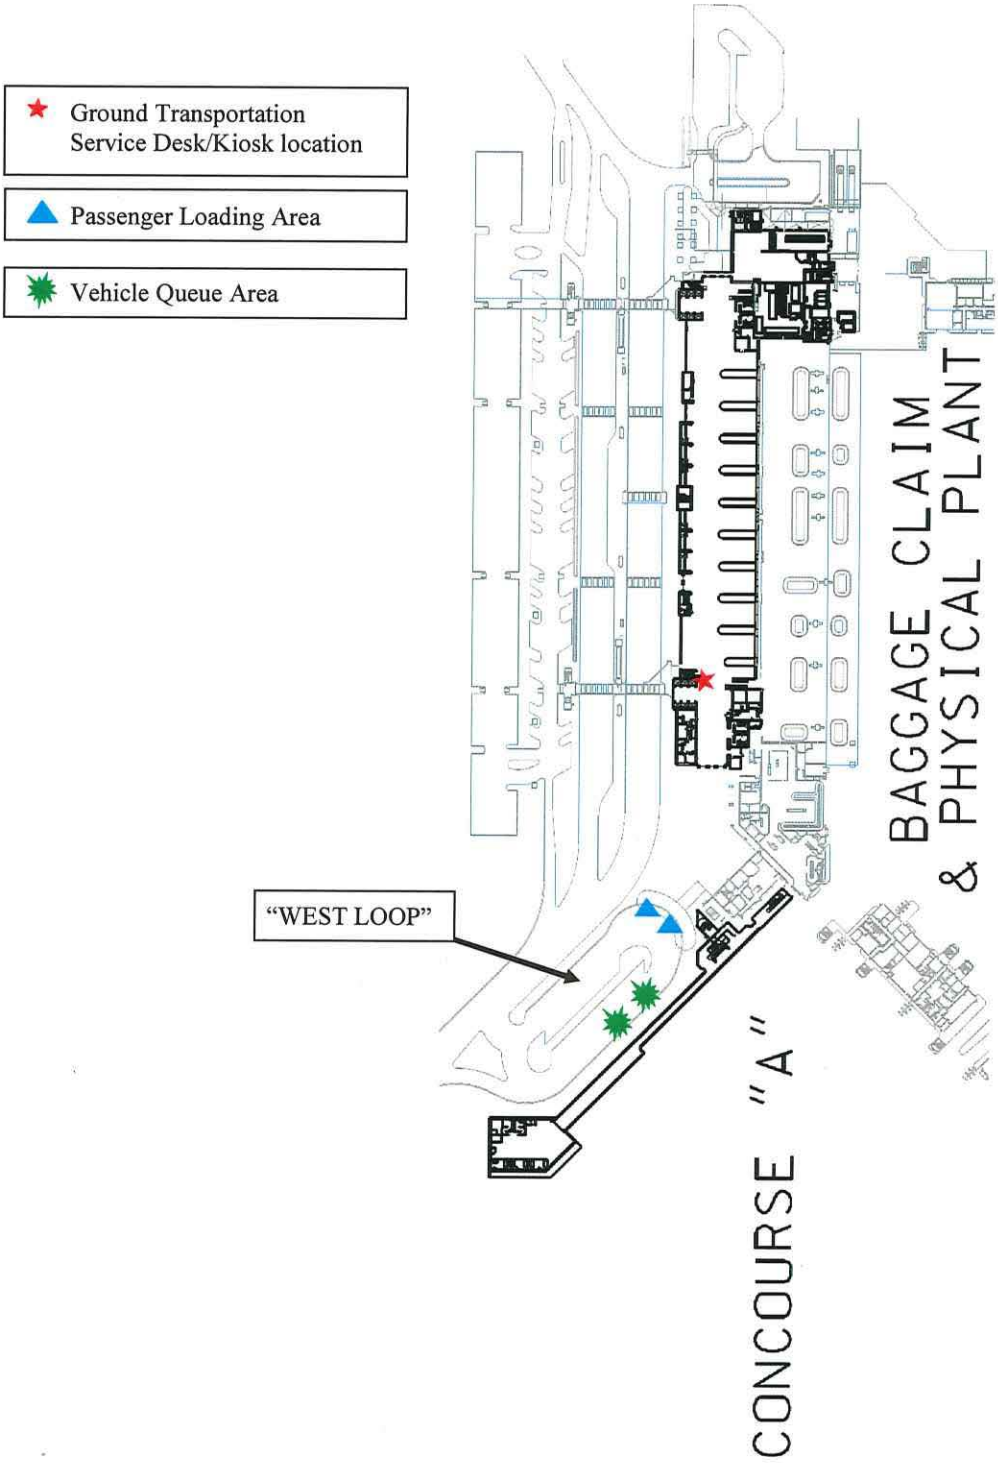 Ground Transportation
Service Desk/Kiosk location
Passenger Loading Area
Vehicle Queue Area
“WEST LOOP”
BAGGAGE CLAIM
& PHYSICAL PLANT
CONCOURSE "A"